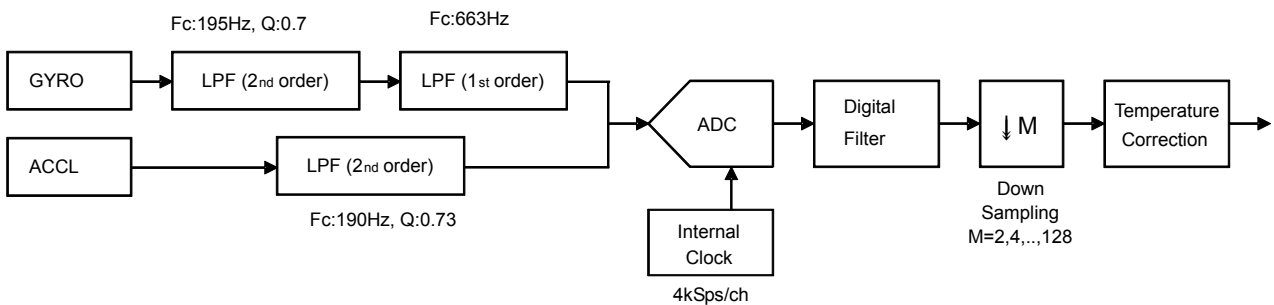 Fc:195Hz, Q:0.7
Fc:663Hz
GYRO
LPF (2nd order)
LPF (1st order)
ACCL
LPF (2nd order)
Fc:190Hz, Q:0.73
ADC
Internal
Clock
4kSps/ch
Digital
Filter
↓M
Down
Sampling
M=2,4,..,128
Temperature
Correction